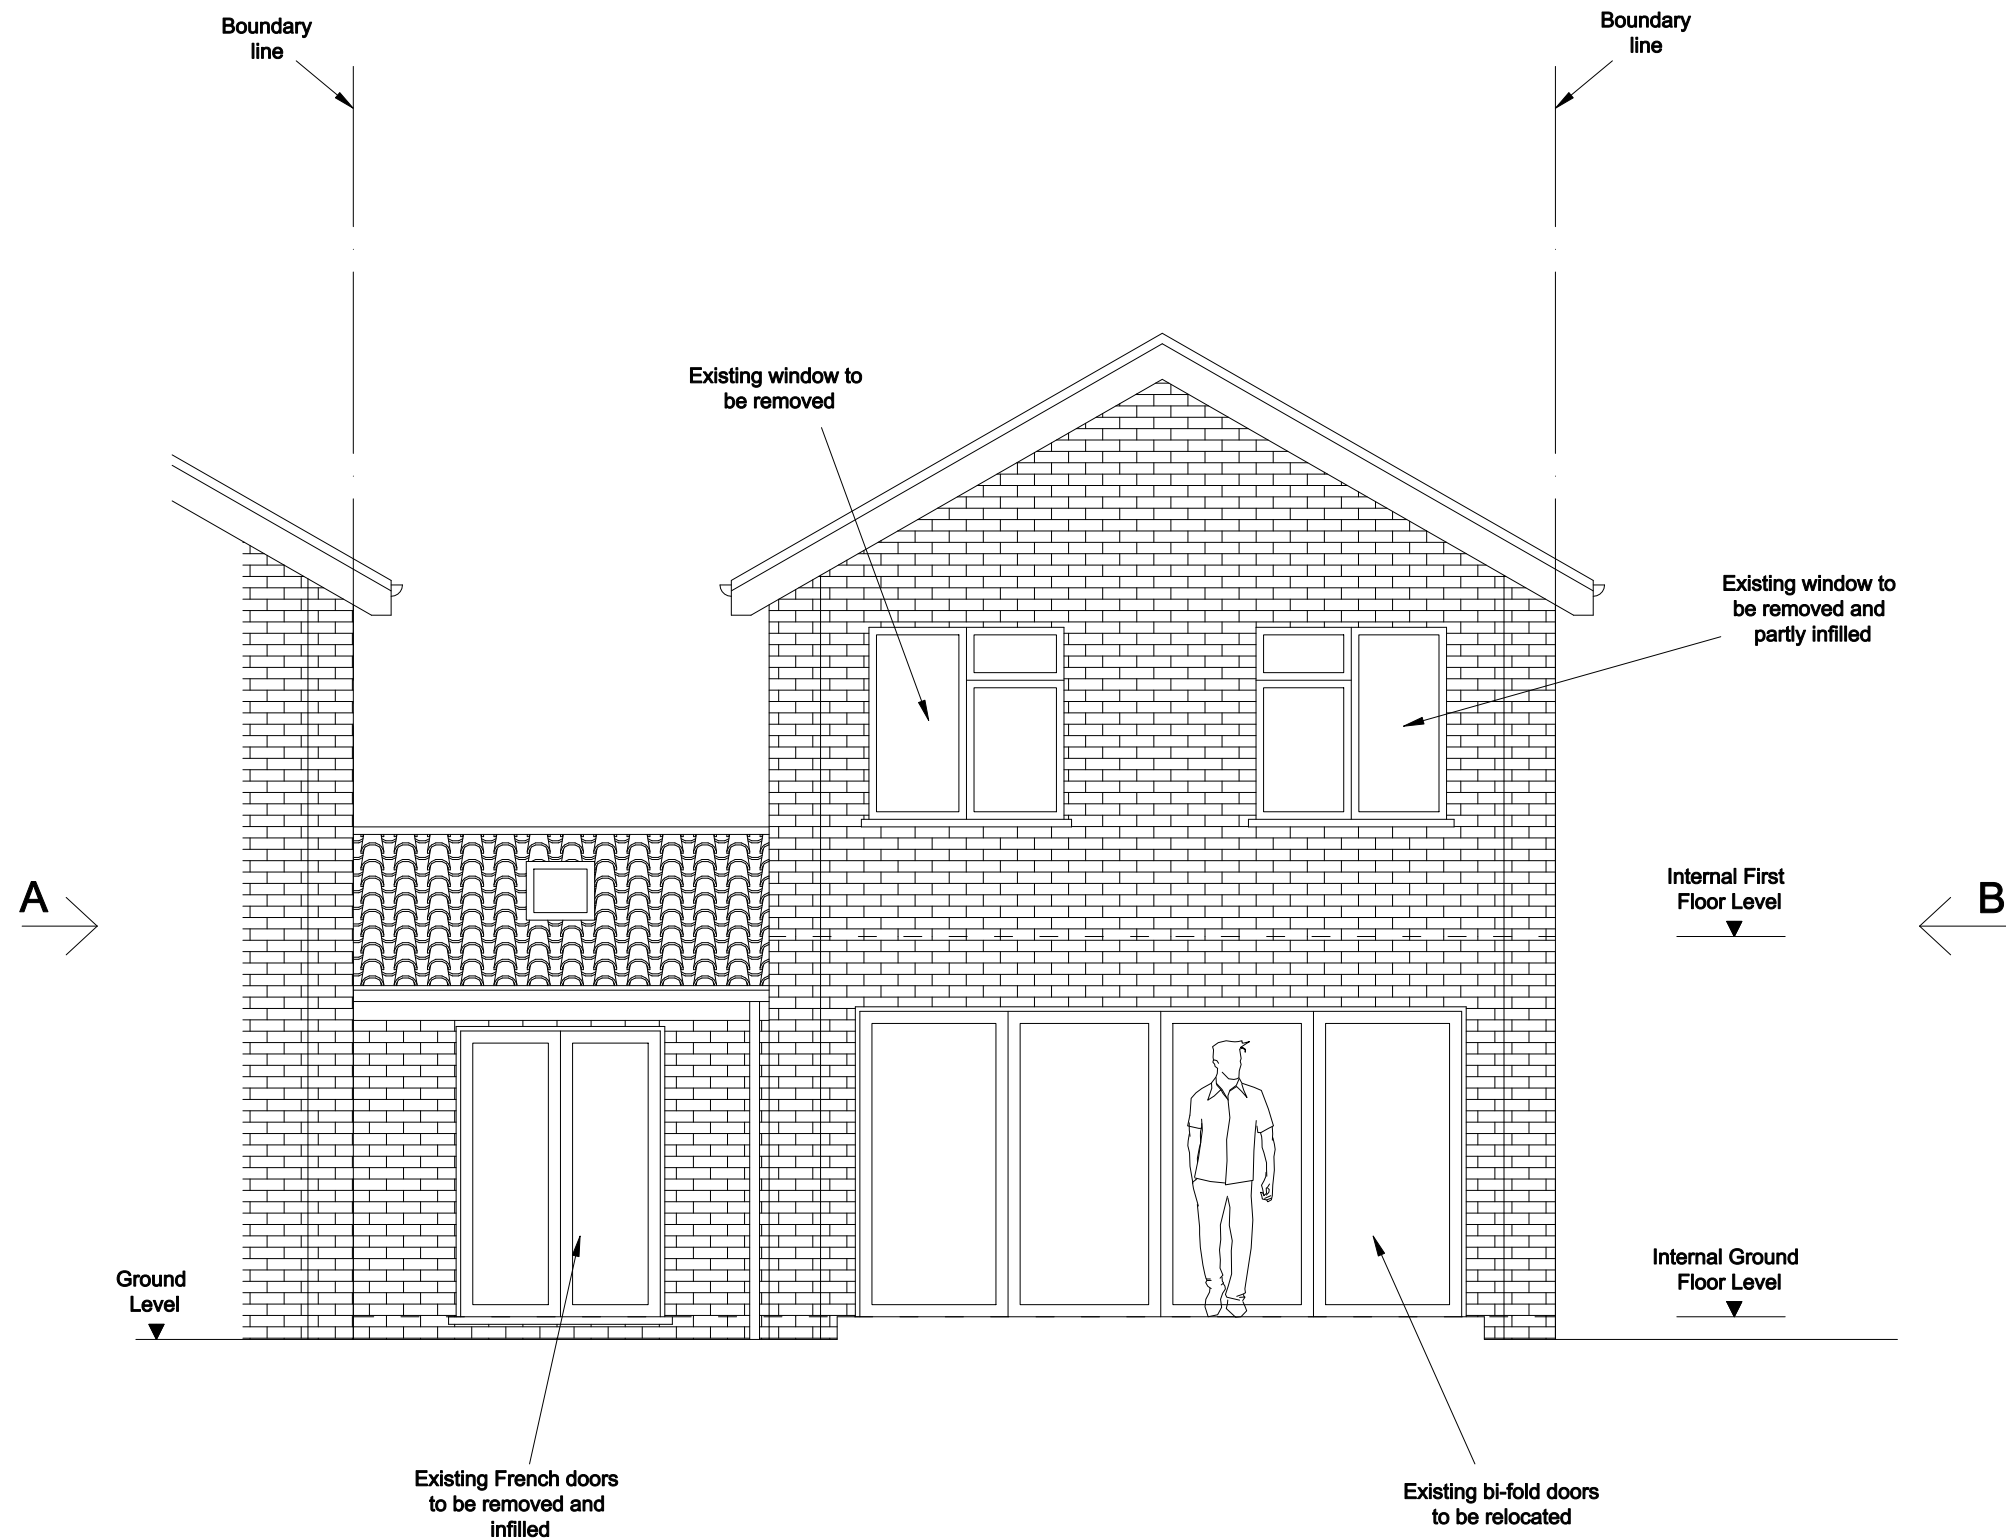 Boundary
line
Boundary
line
Existing window to
be removed
Existing window to
be removed and
partly infilled
A
Internal First
Floor Level
B
Ground
Level
Internal Ground
Floor Level
Existing French doors
to be removed and
infilled
Existing bi-fold doors
to be relocated